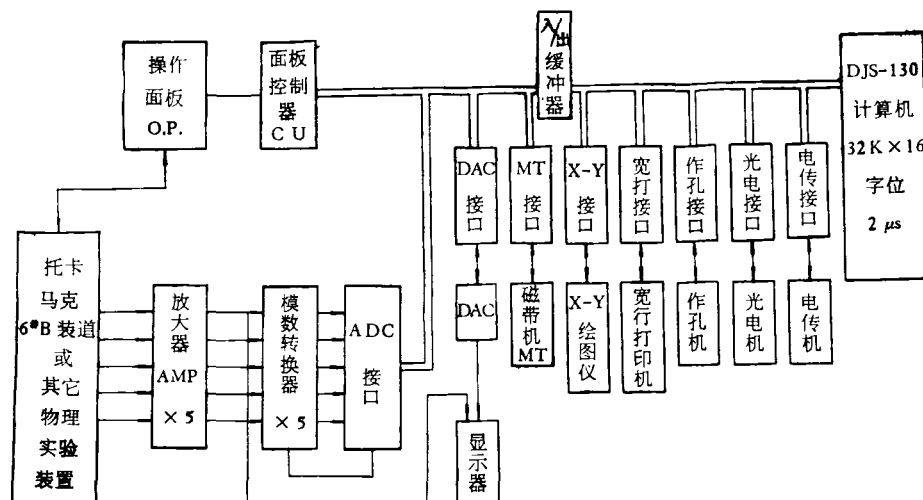 操作
面板
O.P.
面板
控制
器
C U
入/出
缓
冲
器
DJS-130
计算机
32K×16
字位
2 μs
DAC
接口
MT
接口
X-Y
接口
宽打接口
作孔接口
光电接口
电传接口
DAC
磁带机
MT
X-Y
绘图仪
宽行打印机
作孔机
光电机
电传机
托卡
马克
6#B 装道
或
其它
物理
实验
装置
放大器
AMP
×5
模数转换器
×5
ADC
接口
显示器